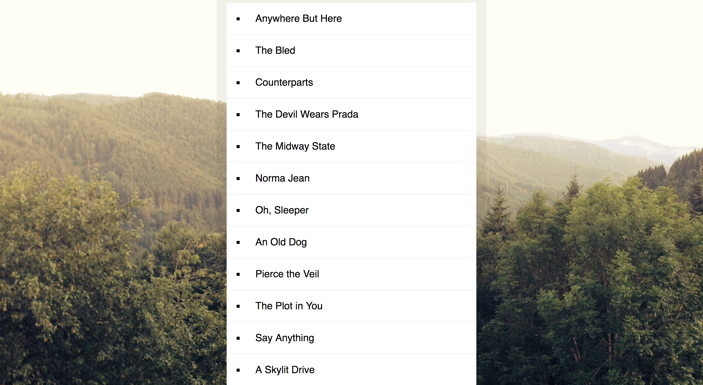 Anywhere But Here
The Bled
Counterparts
The Devil Wears Prada
The Midway State
Norma Jean
Oh, Sleeper
An Old Dog
Pierce the Veil
The Plot in You
Say Anything
A Skylit Drive